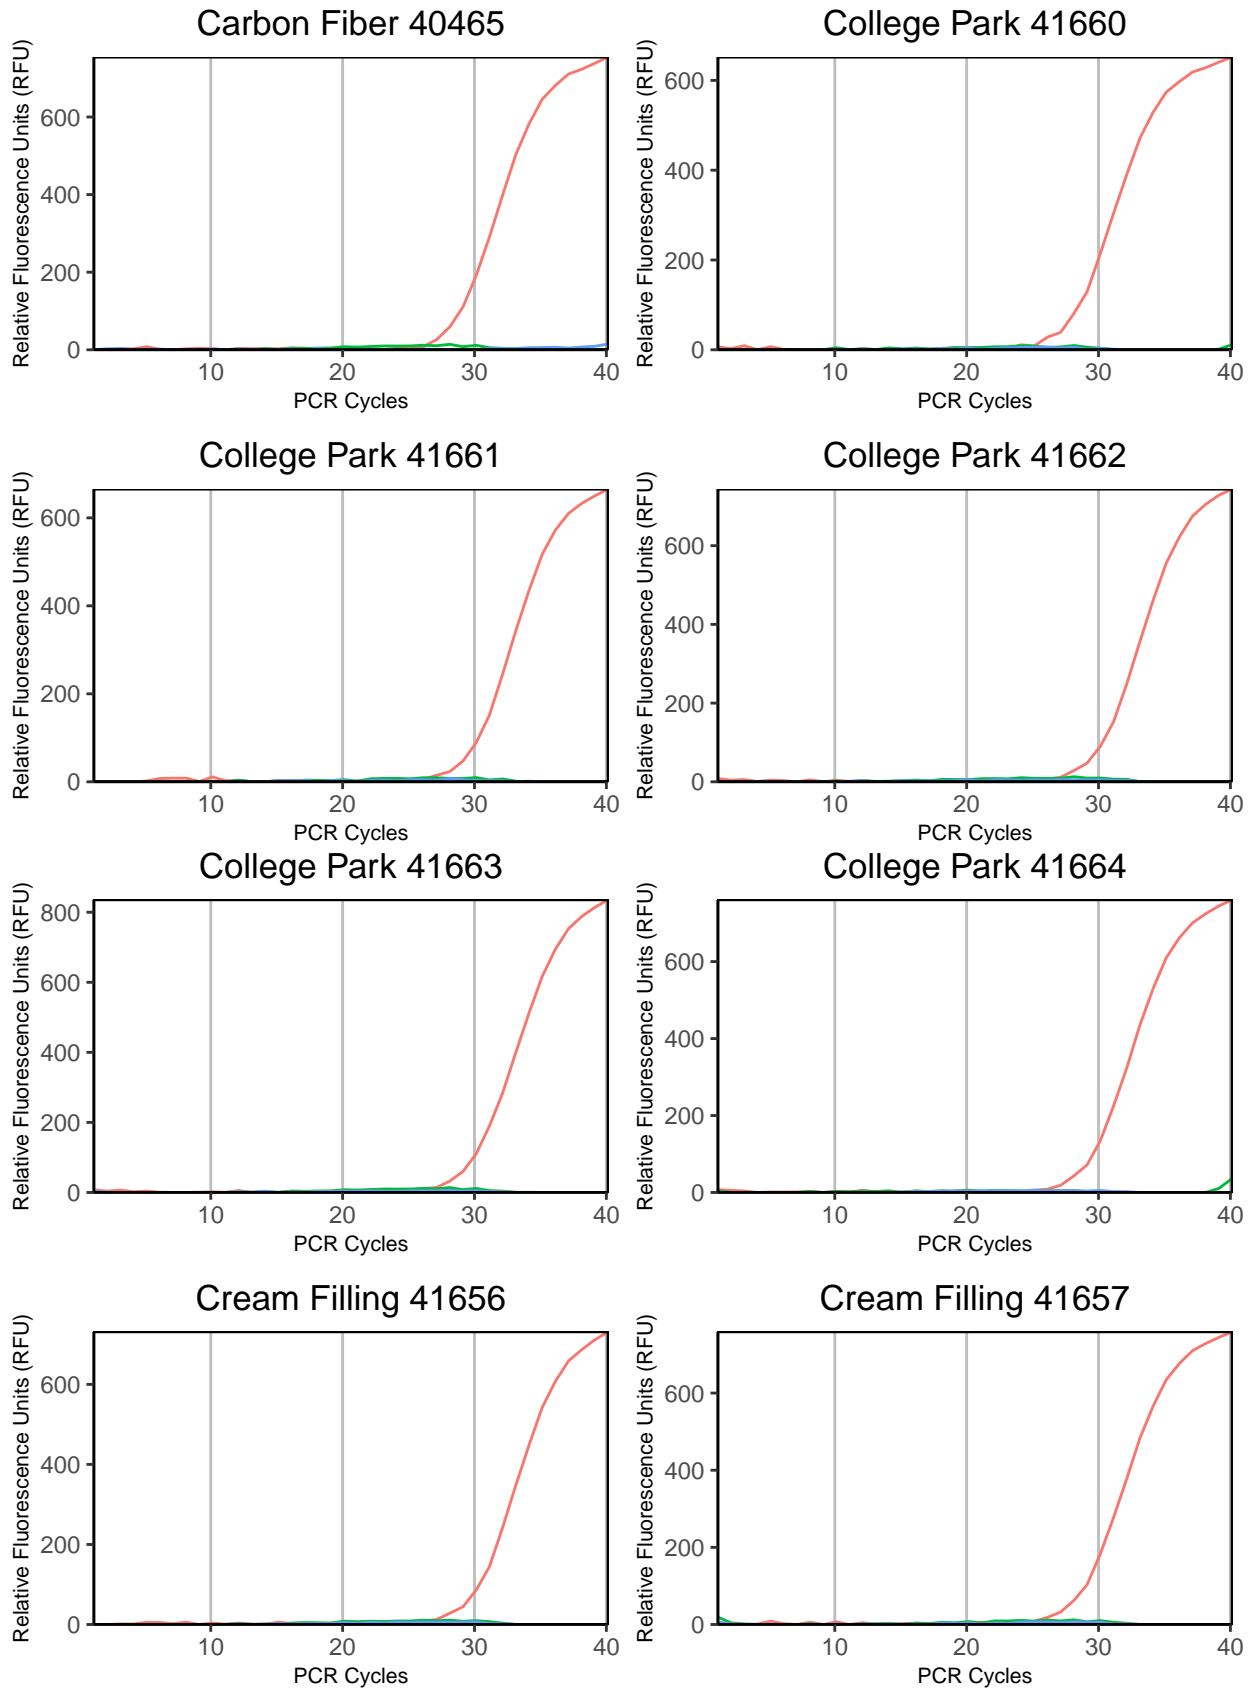 Carbon Fiber 40465
Relative Fluorescence Units (RFU)
600
400
200
0
10 20 30 40
PCR Cycles
College Park 41660
Relative Fluorescence Units (RFU)
600
400
200
0
10 20 30 40
PCR Cycles
College Park 41661
Relative Fluorescence Units (RFU)
600
400
200
0
10 20 30 40
PCR Cycles
College Park 41662
Relative Fluorescence Units (RFU)
600
400
200
0
10 20 30 40
PCR Cycles
College Park 41663
Relative Fluorescence Units (RFU)
800
600
400
200
0
10 20 30 40
PCR Cycles
College Park 41664
Relative Fluorescence Units (RFU)
600
400
200
0
10 20 30 40
PCR Cycles
Cream Filling 41656
Relative Fluorescence Units (RFU)
600
400
200
0
10 20 30 40
PCR Cycles
Cream Filling 41657
Relative Fluorescence Units (RFU)
600
400
200
0
10 20 30 40
PCR Cycles